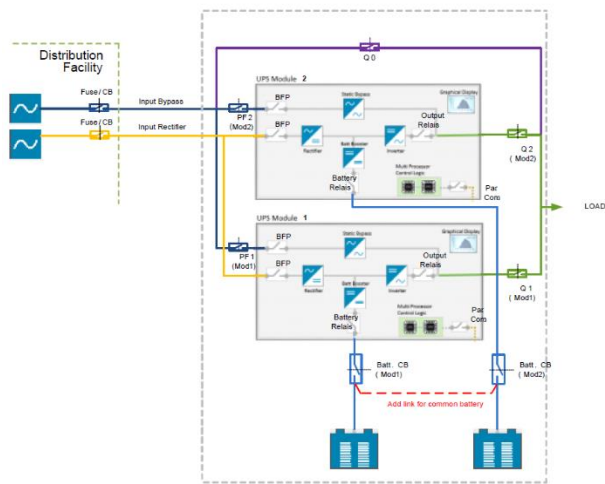 Distribution
Facility
Q 0
Fuse/ CB
Input Bypass
PF 2
(Mod2)
Fuse/ CB
Input Rectifier
UPS Module 2
BFP
Static Bypass
Graphical Display
BFP
Rectifier
Batt Booster
Inverter
Output
Relais
Battery
Relais
Multi Processor
Control Logic
Par
Com
Q 2
( Mod2)
LOAD
UPS Module 1
PF 1
(Mod1)
BFP
Static Bypass
Graphical Display
BFP
Rectifier
Batt Booster
Inverter
Output
Relais
Battery
Relais
Multi Processor
Control Logic
Par
Com
Q 1
( Mod1)
Batt. CB
( Mod1)
Batt. CB
( Mod2)
Add link for common battery